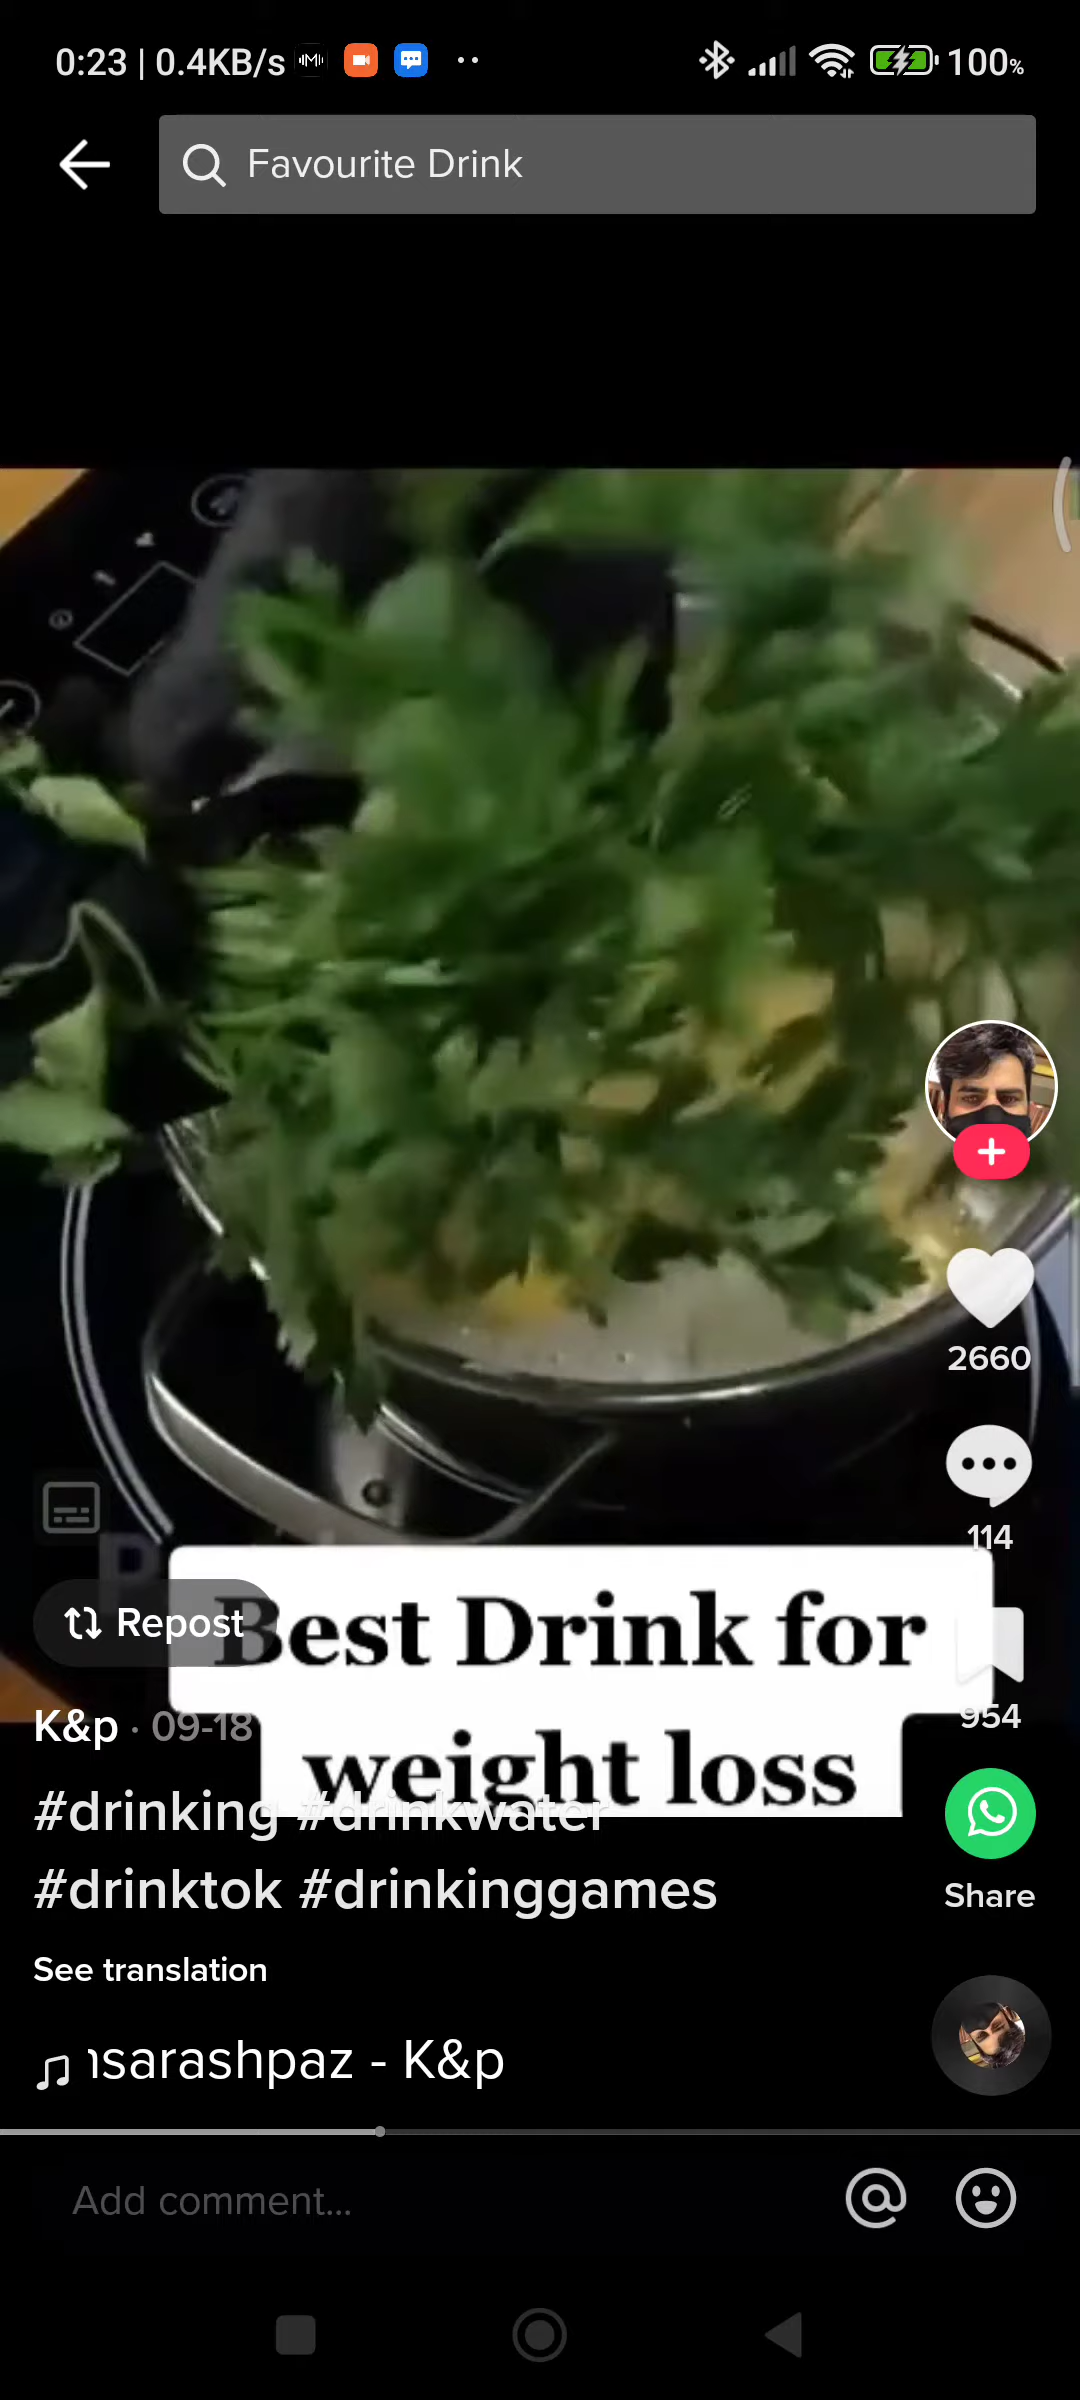 0:23 | 0.4KB/s
100%
Favourite Drink
2660
114
Best Drink for
Repost
954
K&p · 09-18
weight loss
#drinking #drinkwater
#drinktok #drinkinggames
Share
See translation
nsarashpaz - K&p
Add comment...